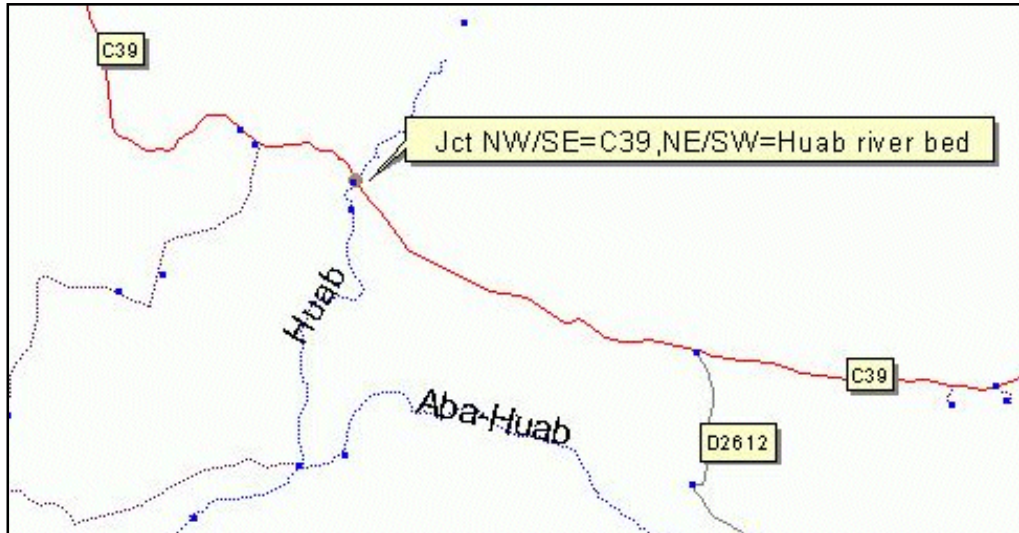 C39
Jct NW/SE=C39,NE/SW=Huab river bed
Huab
C39
Aba-Huab
D2612